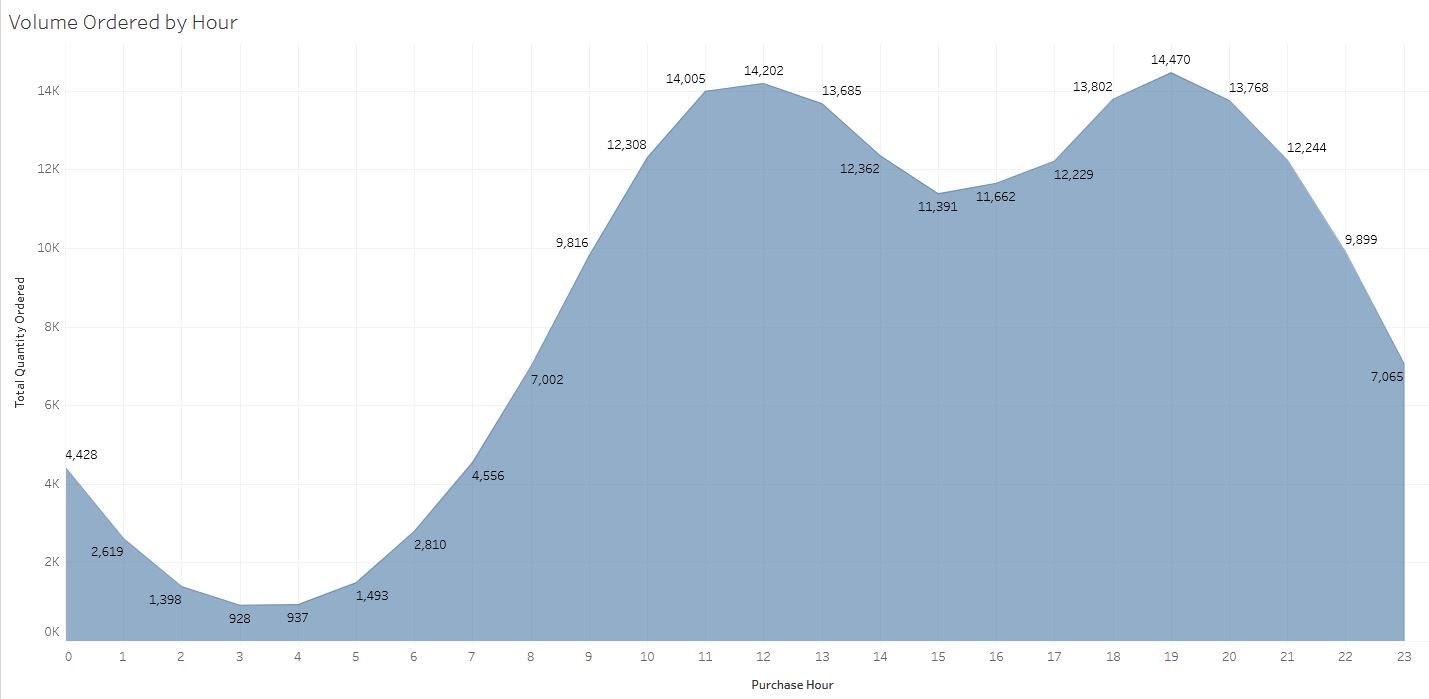 Volume Ordered by Hour
14,470
14,202
14,005
13,685
13,802
13,768
14K
12,308
12,244
12K
12,362
12,229
11,662
11,391
9,816
9,899
10K
8K
7,002
7,065
6K
4,428
4,556
4K
2,619
2,810
2K
1,398
1,493
928
937
0K
Total Quantity Ordered
0 1 2 3 4 5 6 7 8 9 10 11 12 13 14 15 16 17 18 19 20 21 22 23
Purchase Hour